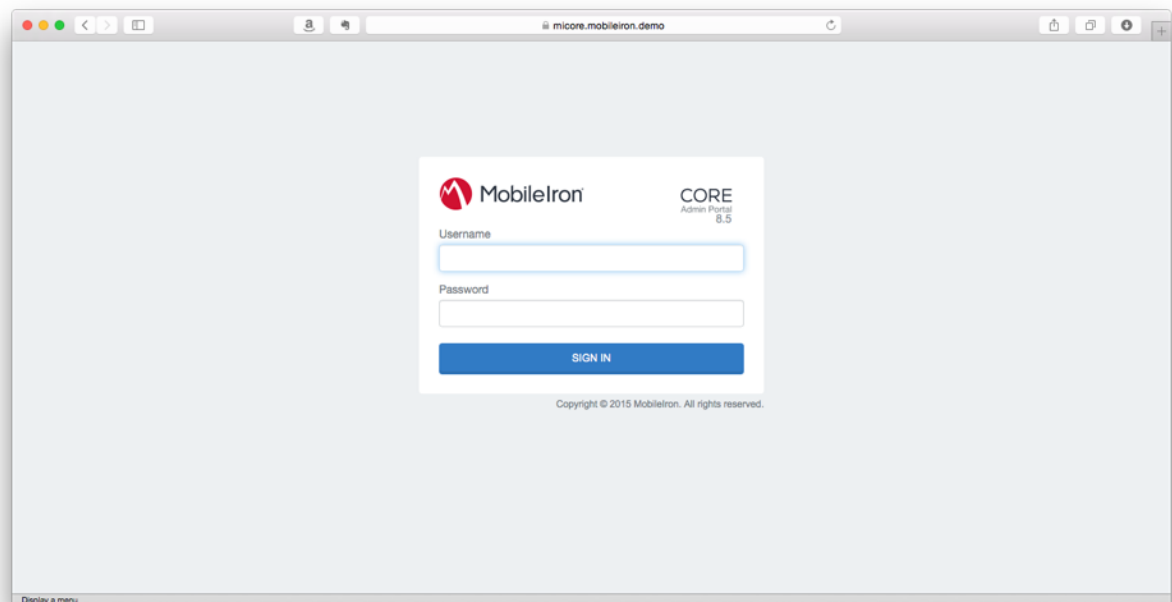 micore.mobileiron.demo
MobileIron
CORE
Admin Portal
8.5
Username
Password
SIGN IN
Copyright © 2015 MobileIron. All rights reserved.
Display a menu